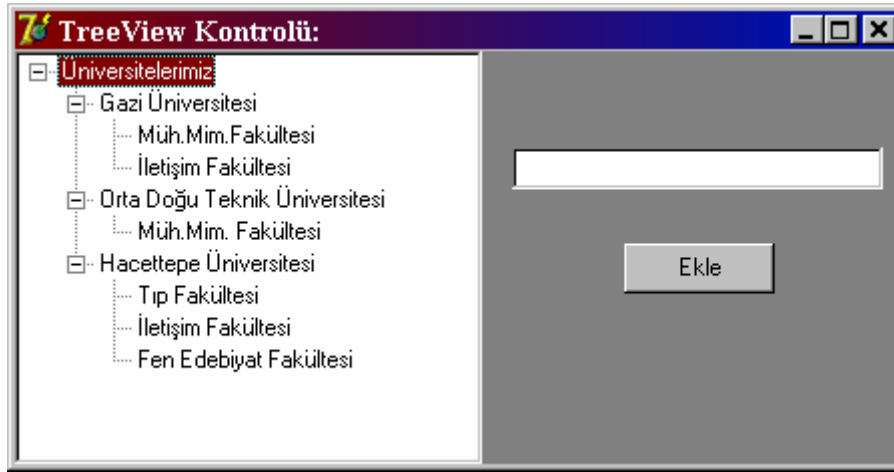 TreeView Kontrolü:
Üniversitelerimiz
Gazi Üniversitesi
Müh.Mim.Fakültesi
İletişim Fakültesi
Orta Doğu Teknik Üniversitesi
Müh.Mim. Fakültesi
Hacettepe Üniversitesi
Tıp Fakültesi
İletişim Fakültesi
Fen Edebiyat Fakültesi
Ekle